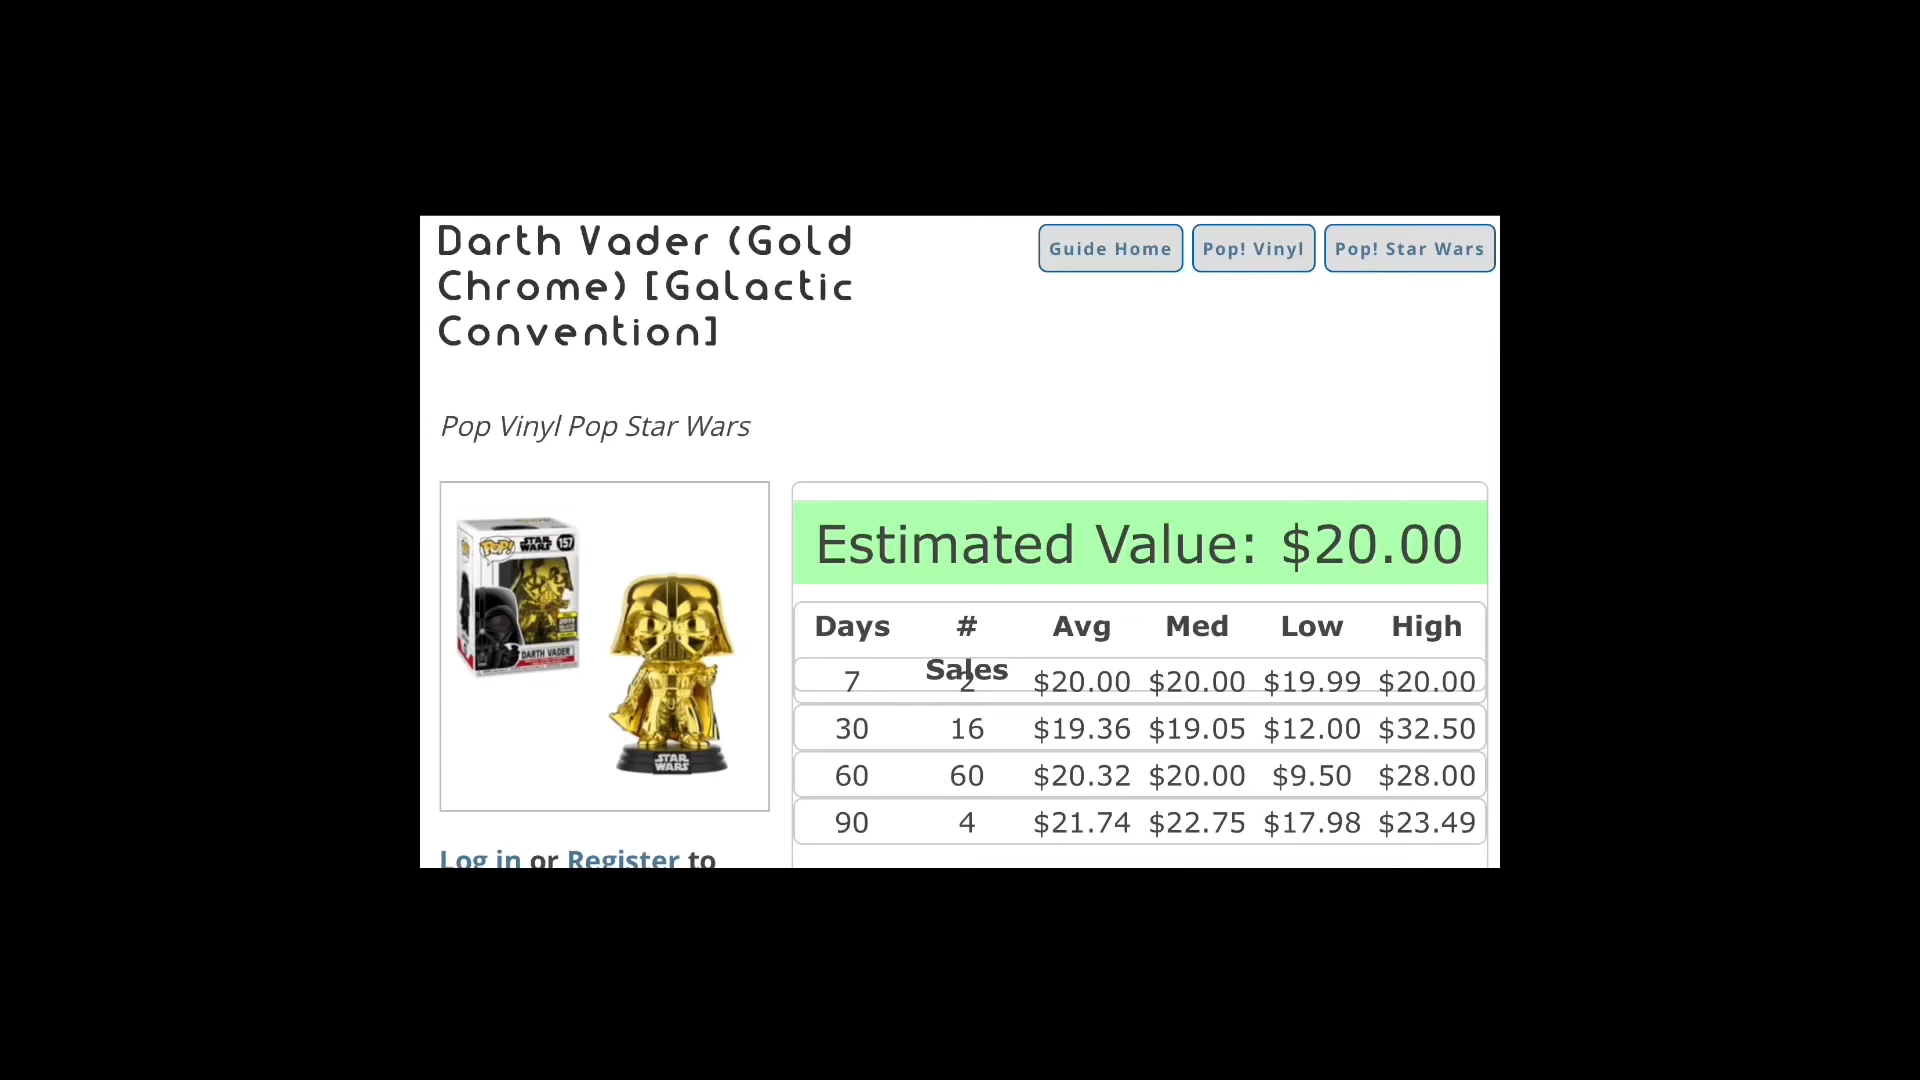 Darth Vader (Gold
Chrome) [Galactic
Convention]
Guide Home
Pop! Vinyl
Pop! Star Wars
Pop Vinyl Pop Star Wars
POP!
STAR
WARS
157
2019
DARTH VADER
STAR
WARS
Estimated Value: $20.00
Days # Sales Avg Med Low High
7 2 $20.00 $20.00 $19.99 $20.00
30 16 $19.36 $19.05 $12.00 $32.50
60 60 $20.32 $20.00 $9.50 $28.00
90 4 $21.74 $22.75 $17.98 $23.49
Log in or Register to